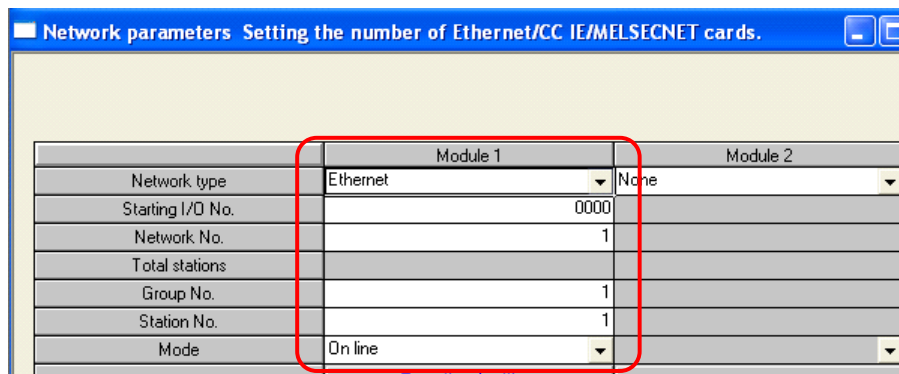 Network parameters Setting the number of Ethernet/CC IE/MELSECNET cards.
Module 1 Module 2
Network type Ethernet None
Starting I/O No. 0000
Network No. 1
Total stations
Group No. 1
Station No. 1
Mode On line